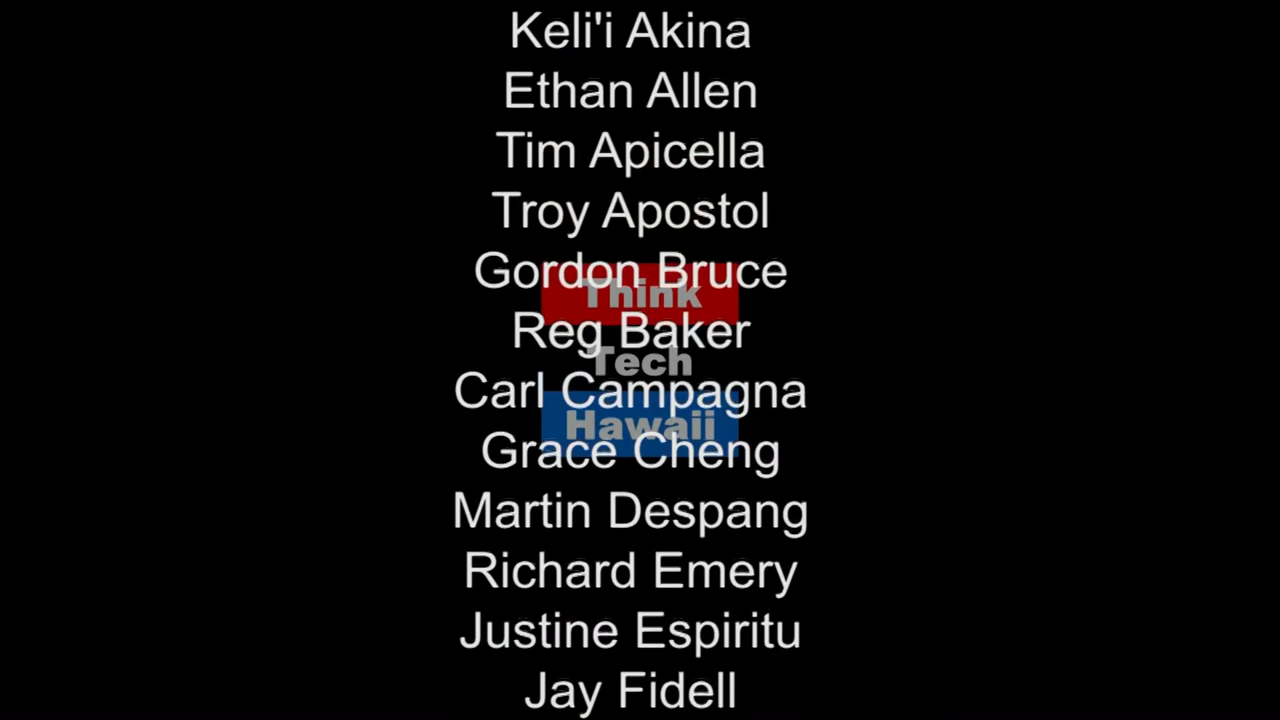 Keli'i Akina
Ethan Allen
Tim Apicella
Troy Apostol
Gordon Bruce
Think
Reg Baker
Tech
Carl Campagna
Hawaii
Grace Cheng
Martin Despang
Richard Emery
Justine Espiritu
Jay Fidell